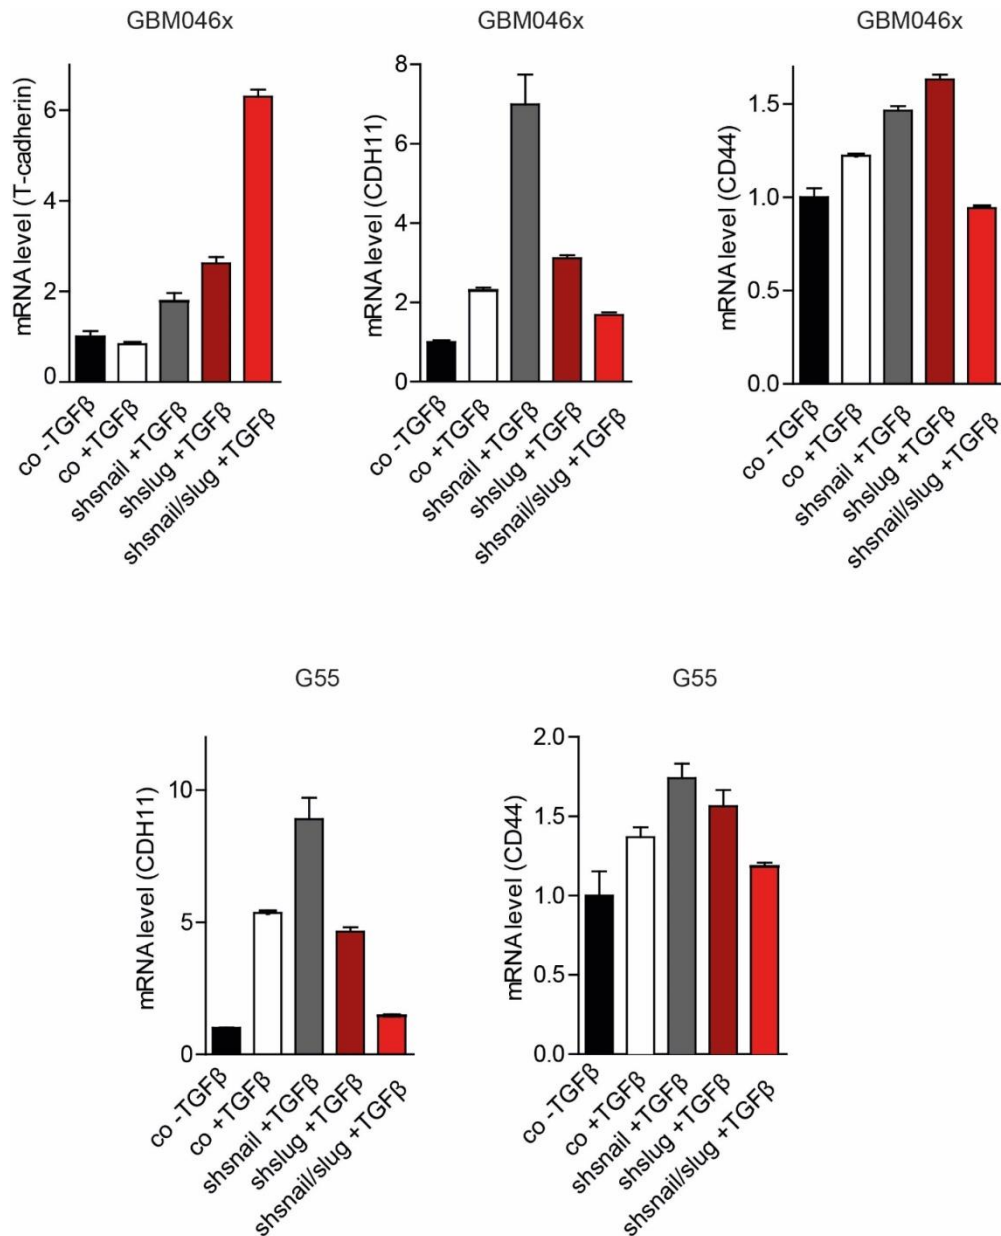 GBM046x
mRNA level (T-cadherin)
6
4
2
0
co -TGFβ
co +TGFβ
shsnail +TGFβ
shslug +TGFβ
shsnail/slug +TGFβ
GBM046x
mRNA level (CDH11)
8
6
4
2
0
co -TGFβ
co +TGFβ
shsnail +TGFβ
shslug +TGFβ
shsnail/slug +TGFβ
GBM046x
mRNA level (CD44)
1.5
1.0
0.5
0.0
co -TGFβ
co +TGFβ
shsnail +TGFβ
shslug +TGFβ
shsnail/slug +TGFβ
G55
mRNA level (CDH11)
10
5
0
co -TGFβ
co +TGFβ
shsnail +TGFβ
shslug +TGFβ
shsnail/slug +TGFβ
G55
mRNA level (CD44)
2.0
1.5
1.0
0.5
0.0
co -TGFβ
co +TGFβ
shsnail +TGFβ
shslug +TGFβ
shsnail/slug +TGFβ